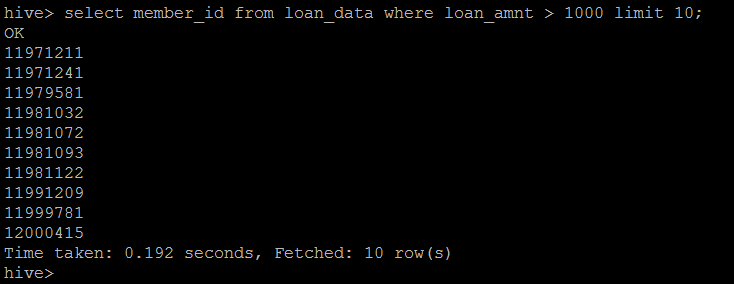 hive> select member_id from loan_data where loan_amnt > 1000 limit 10;
OK
11971211
11971241
11979581
11981032
11981072
11981093
11981122
11991209
11999781
12000415
Time taken: 0.192 seconds, Fetched: 10 row(s)
hive>